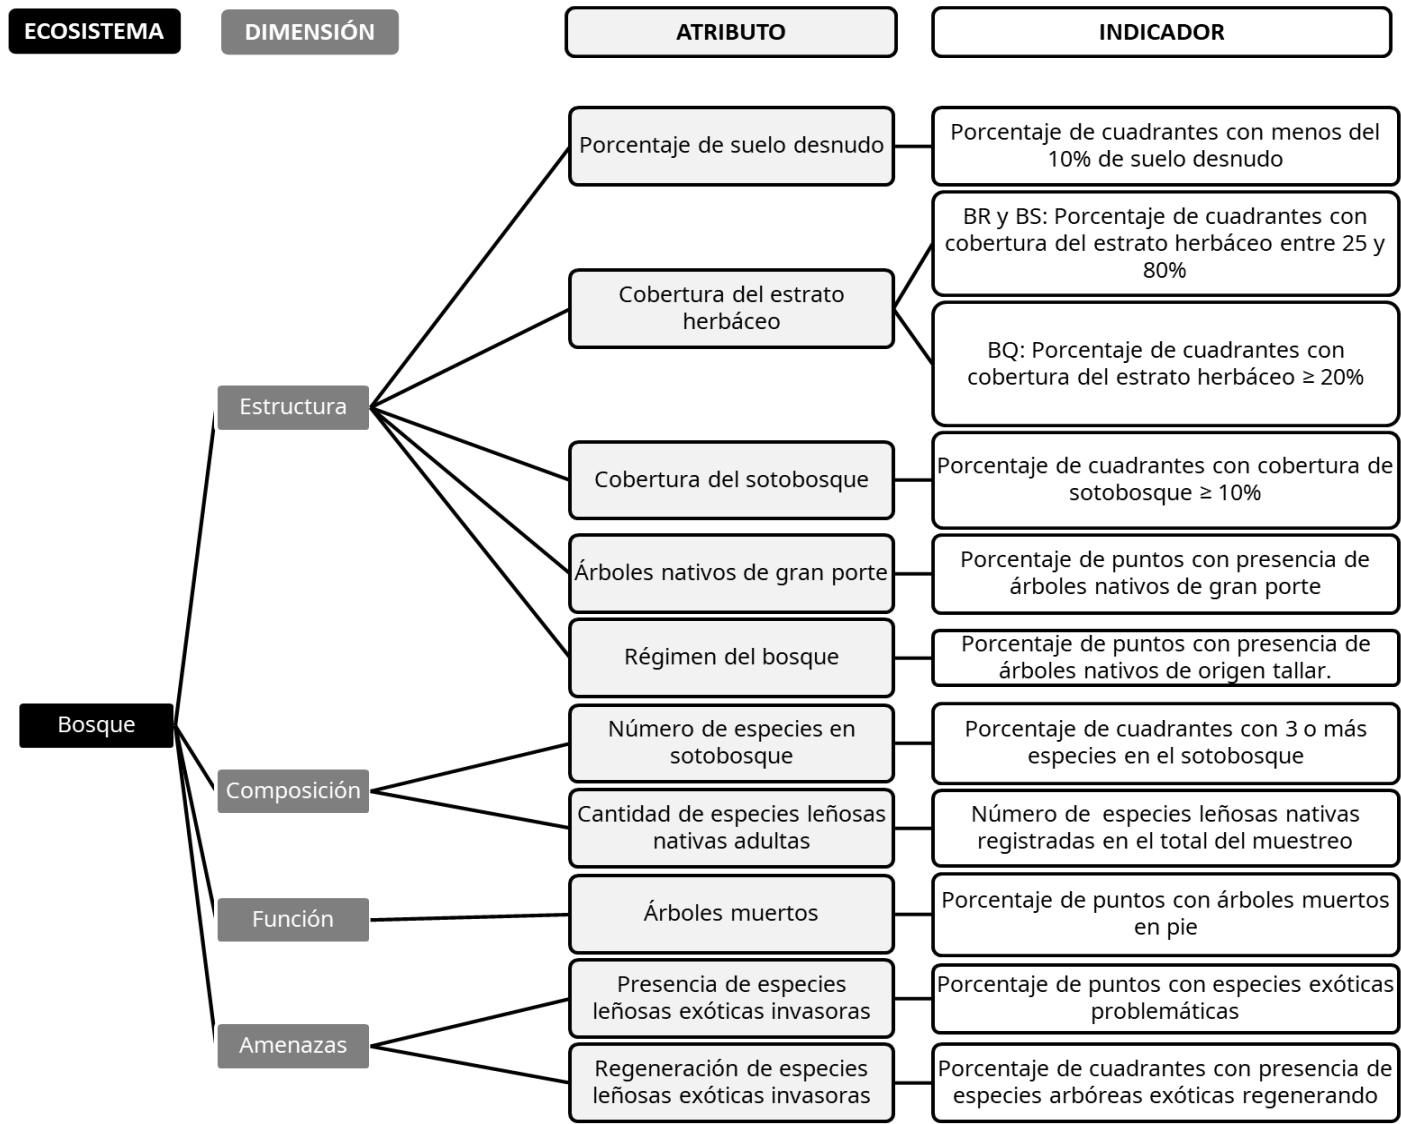 ECOSISTEMA
DIMENSIÓN
ATRIBUTO
INDICADOR
Porcentaje de suelo desnudo
Porcentaje de cuadrantes con menos del
10% de suelo desnudo
Cobertura del estrato
herbáceo
BR y BS: Porcentaje de cuadrantes con
cobertura del estrato herbáceo entre 25 y
80%
BQ: Porcentaje de cuadrantes con
cobertura del estrato herbáceo ≥ 20%
Estructura
Cobertura del sotobosque
Porcentaje de cuadrantes con cobertura de
sotobosque ≥ 10%
Árboles nativos de gran porte
Porcentaje de puntos con presencia de
árboles nativos de gran porte
Régimen del bosque
Porcentaje de puntos con presencia de
árboles nativos de origen tallar.
Bosque
Número de especies en
sotobosque
Porcentaje de cuadrantes con 3 o más
especies en el sotobosque
Composición
Cantidad de especies leñosas
nativas adultas
Número de  especies leñosas nativas
registradas en el total del muestreo
Función
Árboles muertos
Porcentaje de puntos con árboles muertos
en pie
Presencia de especies
leñosas exóticas invasoras
Porcentaje de puntos con especies exóticas
problemáticas
Amenazas
Regeneración de especies
leñosas exóticas invasoras
Porcentaje de cuadrantes con presencia de
especies arbóreas exóticas regenerando